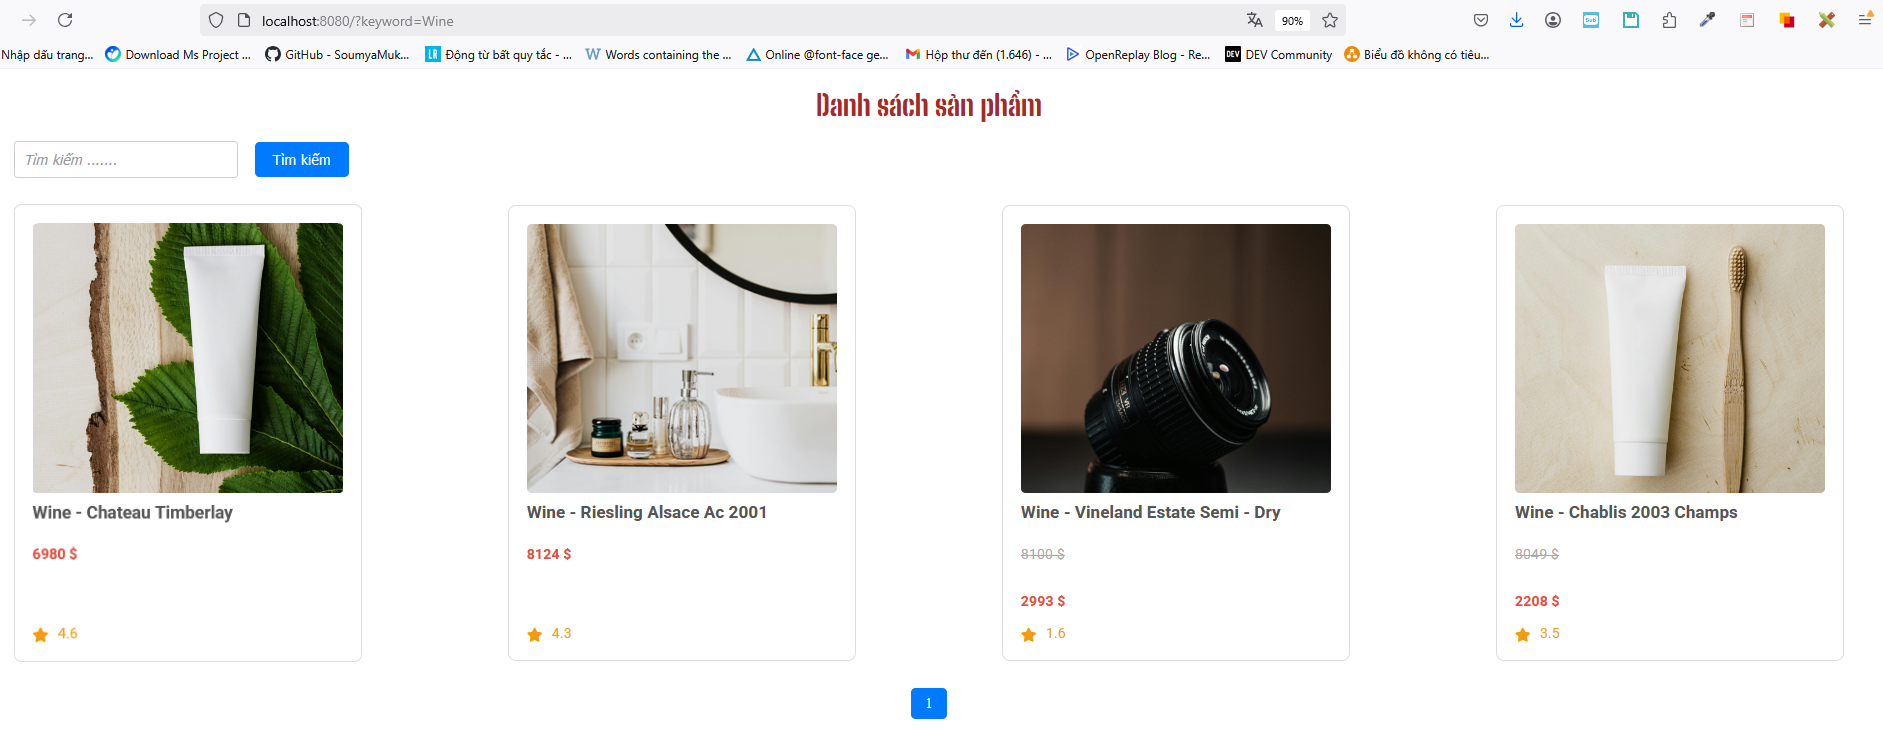 localhost:8080/?keyword=Wine 90%
Nhập dấu trang... Download Ms Project ... GitHub - SoumyaMuk... Động từ bất quy tắc - ... Words containing the ... Online @font-face ge... Hộp thư đến (1.646) - ... OpenReplay Blog - Re... DEV Community Biểu đồ không có tiêu...
Danh sách sản phẩm
Tìm kiếm ....... Tìm kiếm
Wine - Chateau Timberlay
6980 $
4.6
Wine - Riesling Alsace Ac 2001
8124 $
4.3
Wine - Vineland Estate Semi - Dry
8100 $
2993 $
1.6
Wine - Chablis 2003 Champs
8049 $
2208 $
3.5
1